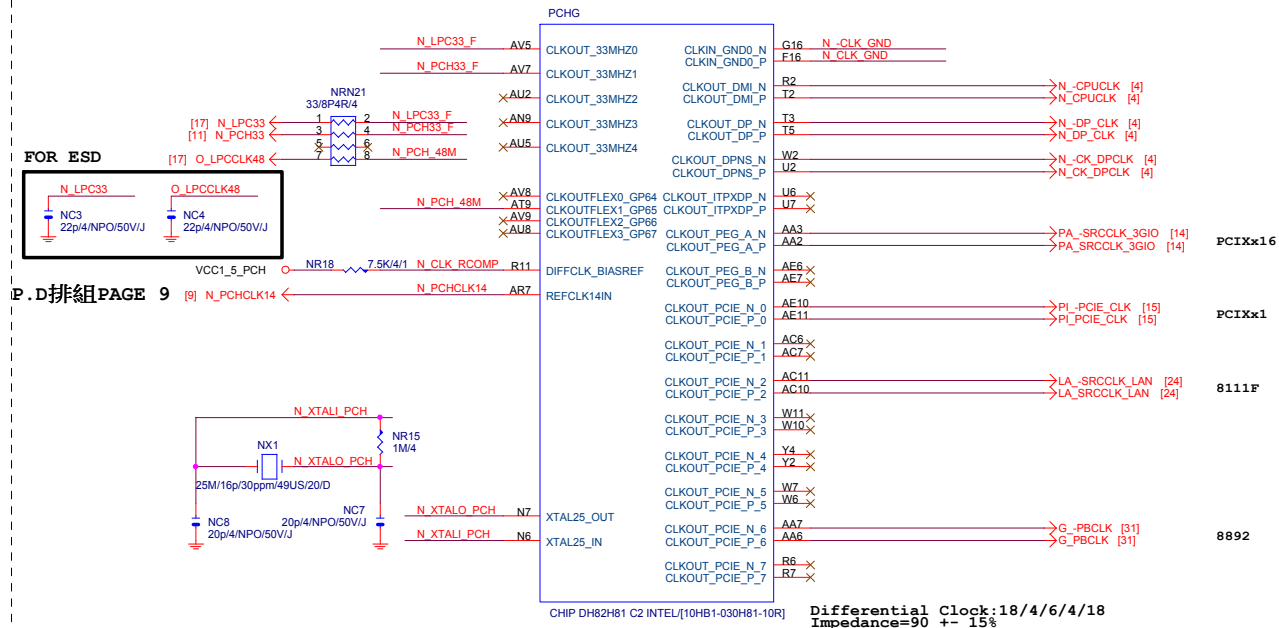 PCHG
N_LPC33_F AV5 CLKOUT_33MHZ0
N_PCH33_F AV7 CLKOUT_33MHZ1
AU2 CLKOUT_33MHZ2
AN9 CLKOUT_33MHZ3
AU5 CLKOUT_33MHZ4
NRN21
33/8P4R/4
[17] N_LPC33 1 2 N_LPC33_F
[11] N_PCH33 3 4 N_PCH33_F
5 6
[17] O_LPCCLK48 7 8 N_PCH_48M
FOR ESD
N_LPC33 O_LPCCLK48
NC3 NC4
22p/4/NPO/50V/J 22p/4/NPO/50V/J
AV8 CLKOUTFLEX0_GP64
N_PCH_48M AT9 CLKOUTFLEX1_GP65
AV9 CLKOUTFLEX2_GP66
AU8 CLKOUTFLEX3_GP67
VCC1_5_PCH NR18 7.5K/4/1 N_CLK_RCOMP R11 DIFFCLK_BIASREF
P.D排組PAGE 9 [9] N_PCHCLK14 N_PCHCLK14 AR7 REFCLK14IN
N_XTALI_PCH
NR15
1M/4
NX1
N_XTALO_PCH
25M/16p/30ppm/49US/20/D
NC8
20p/4/NPO/50V/J
NC7
20p/4/NPO/50V/J
N_XTALO_PCH N7 XTAL25_OUT
N_XTALI_PCH N6 XTAL25_IN
CLKIN_GND0_N G16 N_-CLK_GND
CLKIN_GND0_P F16 N_CLK_GND
CLKOUT_DMI_N R2 N_-CPUCLK [4]
CLKOUT_DMI_P T2 N_CPUCLK [4]
CLKOUT_DP_N T3 N_-DP_CLK [4]
CLKOUT_DP_P T5 N_DP_CLK [4]
CLKOUT_DPNS_N W2 N_-CK_DPCLK [4]
CLKOUT_DPNS_P U2 N_CK_DPCLK [4]
CLKOUT_ITPXDP_N U6
CLKOUT_ITPXDP_P U7
CLKOUT_PEG_A_N AA3 PA_-SRCCLK_3GIO [14]
CLKOUT_PEG_A_P AA2 PA_SRCCLK_3GIO [14]
PCIXx16
CLKOUT_PEG_B_N AE6
CLKOUT_PEG_B_P AE7
CLKOUT_PCIE_N_0 AE10 PI_-PCIE_CLK [15]
CLKOUT_PCIE_P_0 AE11 PI_PCIE_CLK [15]
PCIXx1
CLKOUT_PCIE_N_1 AC6
CLKOUT_PCIE_P_1 AC7
CLKOUT_PCIE_N_2 AC11 LA_-SRCCLK_LAN [24]
CLKOUT_PCIE_P_2 AC10 LA_SRCCLK_LAN [24]
8111F
CLKOUT_PCIE_N_3 W11
CLKOUT_PCIE_P_3 W10
CLKOUT_PCIE_N_4 Y4
CLKOUT_PCIE_P_4 Y2
CLKOUT_PCIE_N_5 W7
CLKOUT_PCIE_P_5 W6
CLKOUT_PCIE_N_6 AA7 G_-PBCLK [31]
CLKOUT_PCIE_P_6 AA6 G_PBCLK [31]
8892
CLKOUT_PCIE_N_7 R6
CLKOUT_PCIE_P_7 R7
CHIP DH82H81 C2 INTEL/[10HB1-030H81-10R]
Differential Clock:18/4/6/4/18
Impedance=90 +- 15%